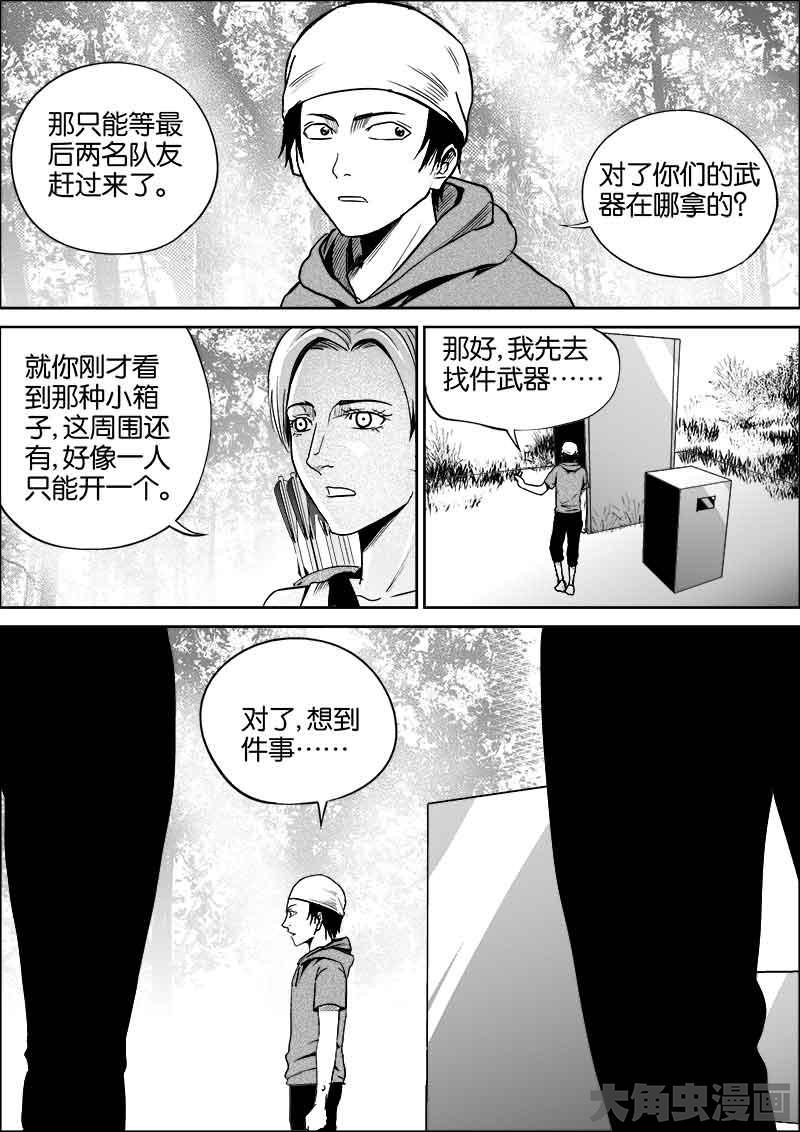 那只能等最
后两名队友
赶过来了。
对了你们的武
器在哪拿的?
就你刚才看
到那种小箱
子,这周围还
有,好像一人
只能开一个。
那好,我先去
找件武器……
对了,想到
件事……
大角虫漫画